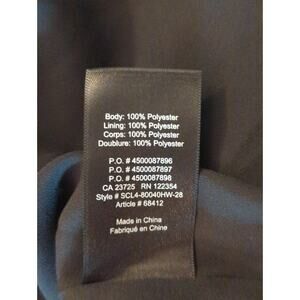 Body: 100% Polyester
Lining: 100% Polyester
Corps: 100% Polyester
Doublure: 100% Polyester
P.O. # 4500087896
P.O. # 4500087897
P.O. # 4500087898
CA 23725 RN 122354
Style # SCL4-80040HW-28
Article # 68412
Made in China
Fabriqué en Chine